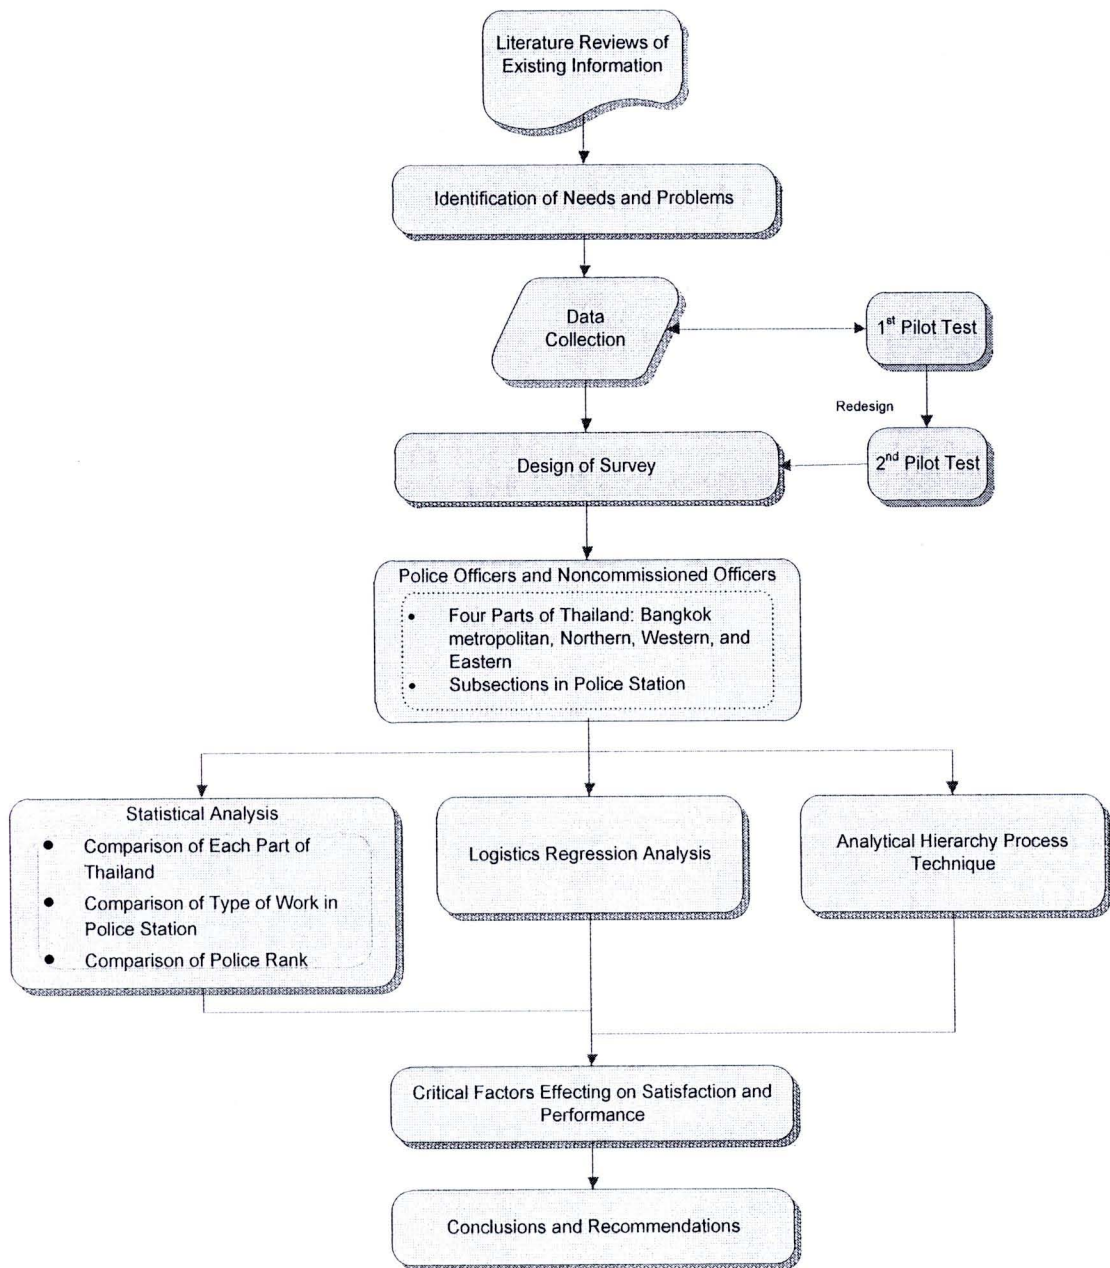 Literature Reviews of
Existing Information
Identification of Needs and Problems
Data
Collection
1st Pilot Test
Redesign
Design of Survey
2nd Pilot Test
Police Officers and Noncommissioned Officers
• Four Parts of Thailand: Bangkok
metropolitan, Northern, Western, and
Eastern
• Subsections in Police Station
Statistical Analysis
• Comparison of Each Part of
Thailand
• Comparison of Type of Work in
Police Station
• Comparison of Police Rank
Logistics Regression Analysis
Analytical Hierarchy Process
Technique
Critical Factors Effecting on Satisfaction and
Performance
Conclusions and Recommendations